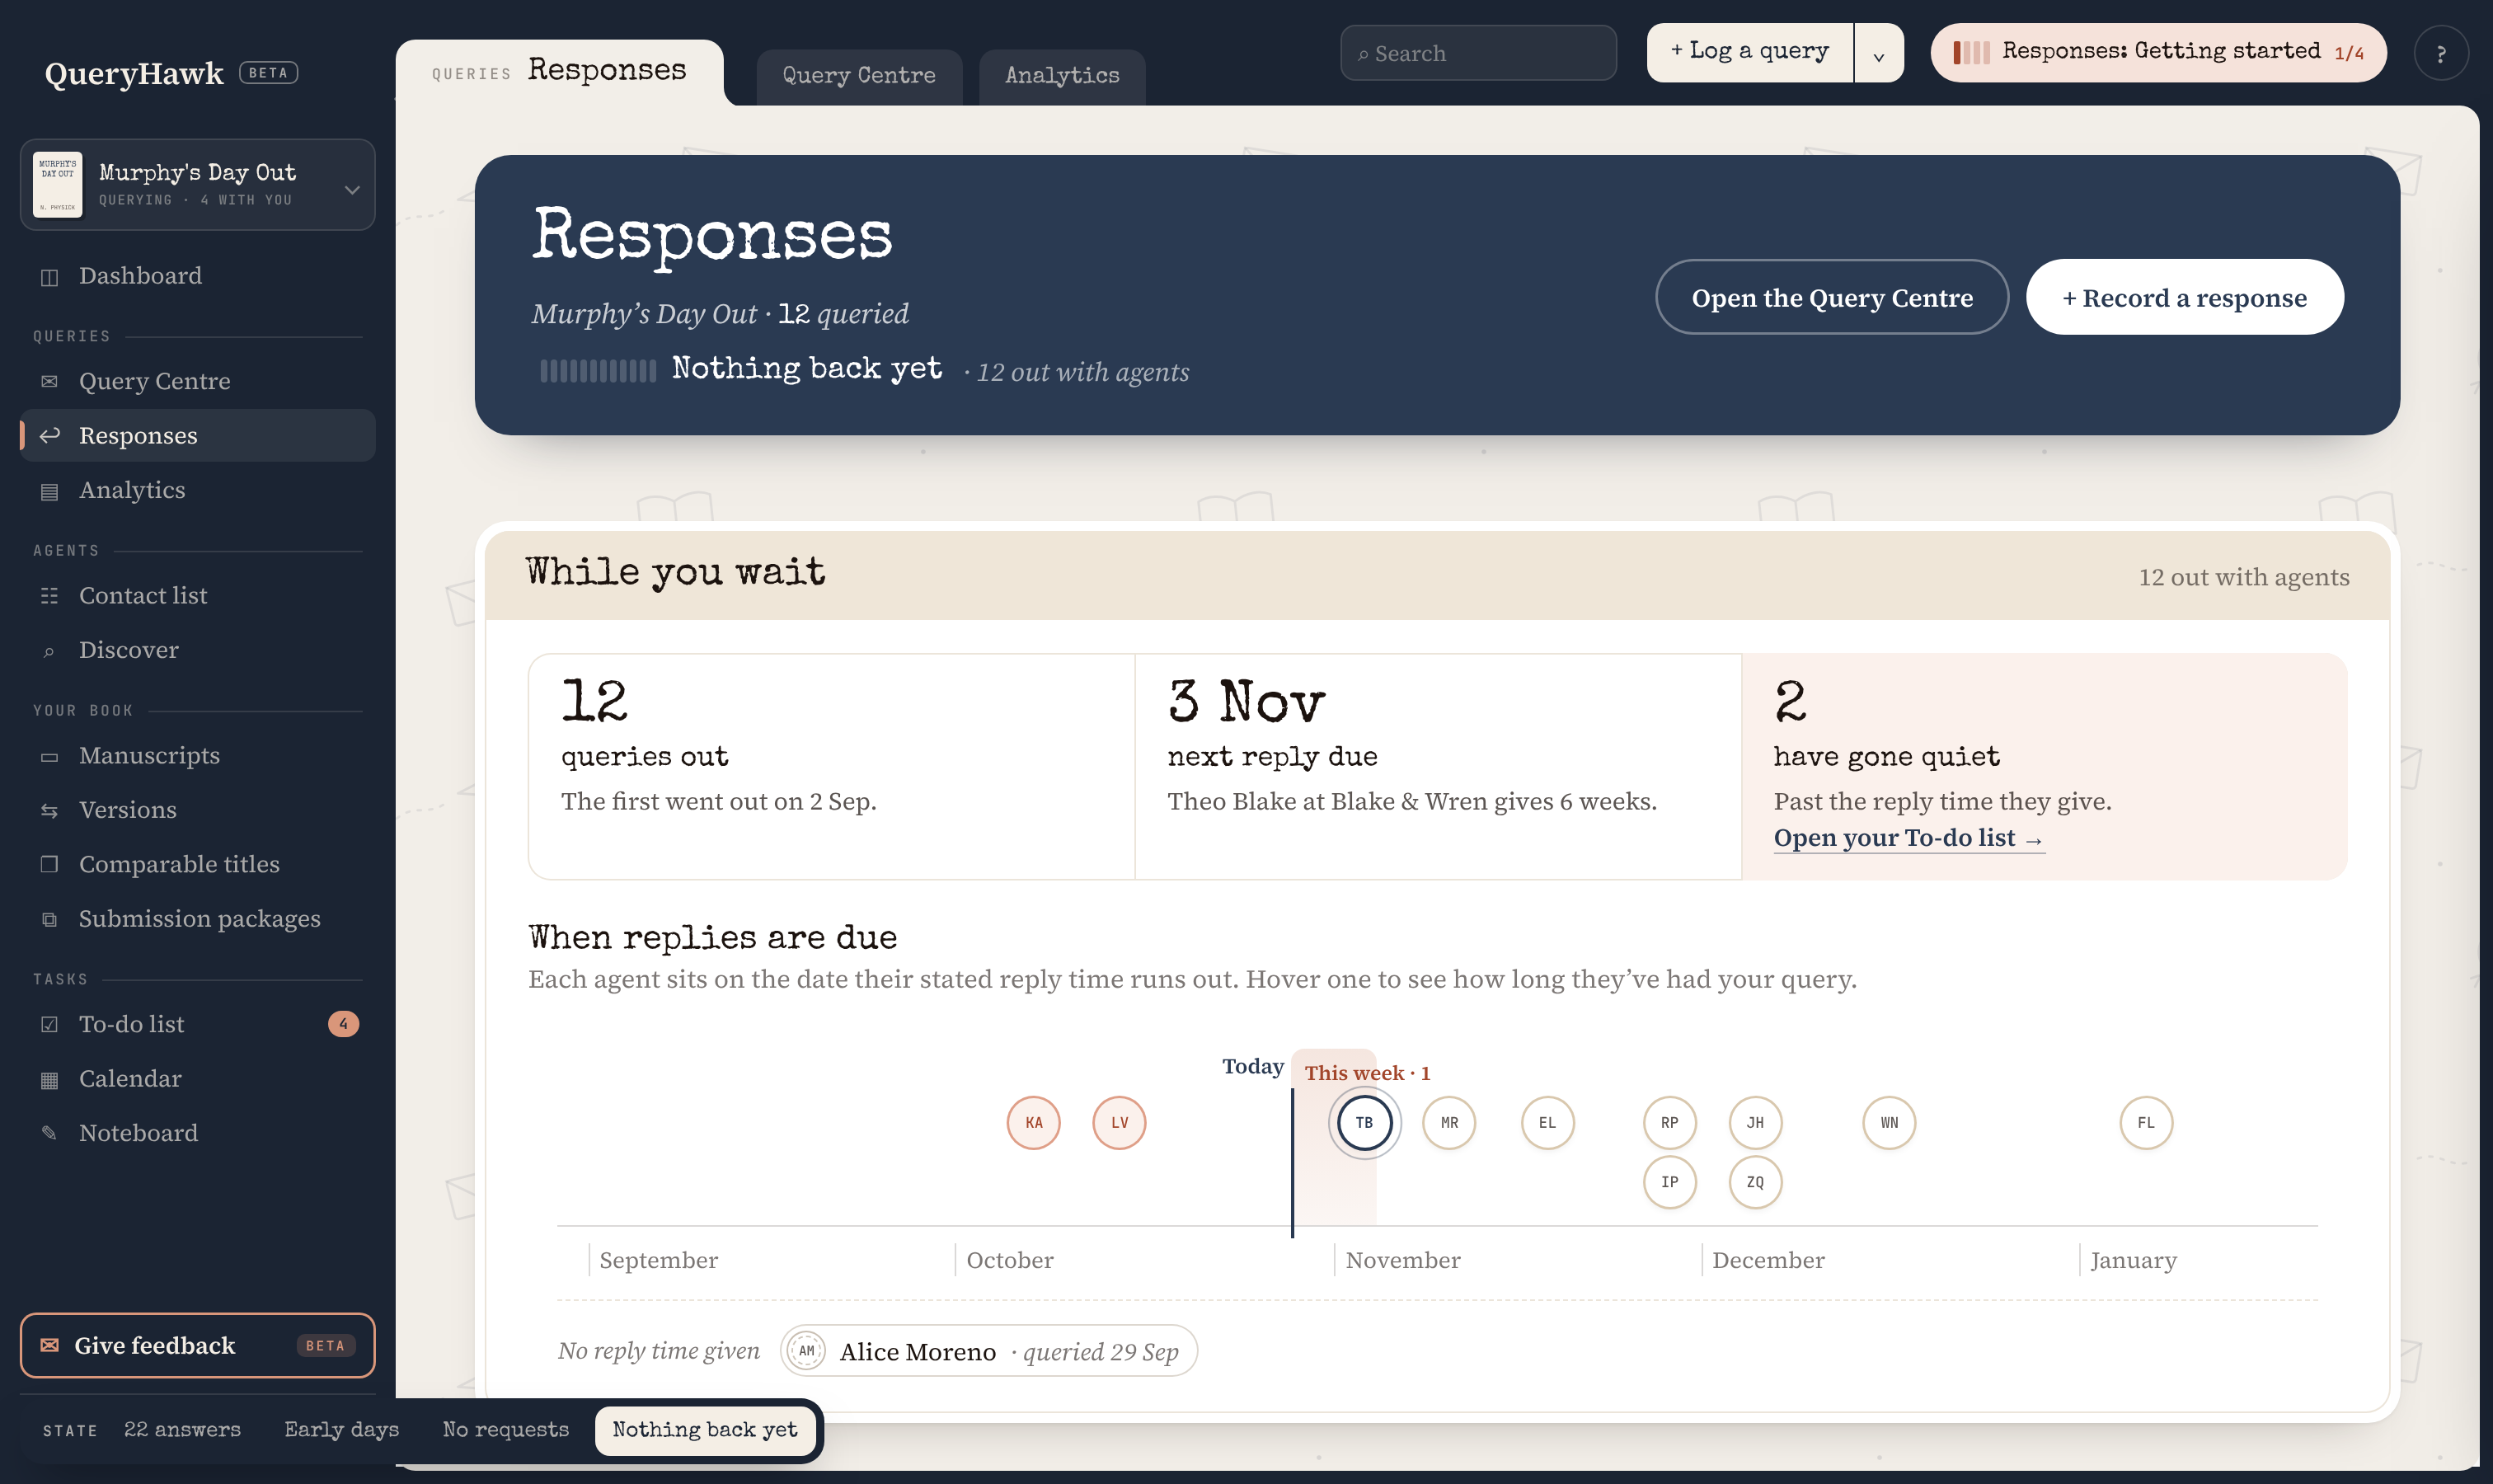 QueryHawk BETA
MURPHY'S
DAY OUT
N. PHYSICK
Murphy's Day Out
QUERYING · 4 WITH YOU
Dashboard
QUERIES
Query Centre
Responses
Analytics
AGENTS
Contact list
Discover
YOUR BOOK
Manuscripts
Versions
Comparable titles
Submission packages
TASKS
To-do list 4
Calendar
Noteboard
Give feedback BETA
QUERIES Responses
Query Centre
Analytics
Search
+ Log a query
Responses: Getting started 1/4
?
Responses
Murphy’s Day Out · 12 queried
Nothing back yet · 12 out with agents
Open the Query Centre
+ Record a response
While you wait
12 out with agents
12
queries out
The first went out on 2 Sep.
3 Nov
next reply due
Theo Blake at Blake & Wren gives 6 weeks.
2
have gone quiet
Past the reply time they give.
Open your To-do list →
When replies are due
Each agent sits on the date their stated reply time runs out. Hover one to see how long they’ve had your query.
Today
This week · 1
KA LV TB MR EL RP JH WN FL
IP ZQ
September October November December January
No reply time given AM Alice Moreno · queried 29 Sep
STATE 22 answers Early days No requests Nothing back yet